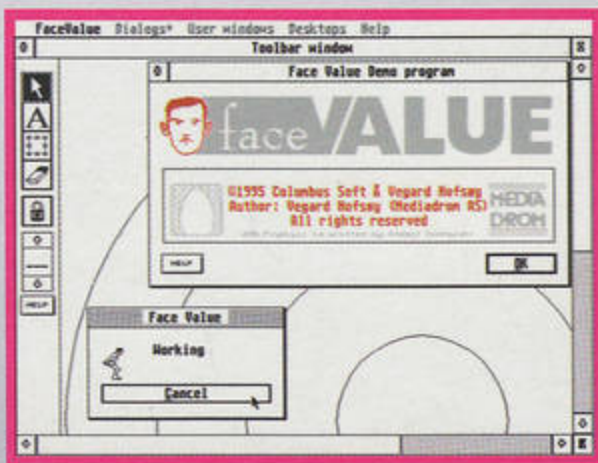 FaceValue Dialogs* User windows Desktops Help
Toolbar window
Face Value Demo program
face VALUE
A
©1995 Columbus Soft & Vegard Hofsøy
Author: Vegard Hofsøy (Mediadrom AS)
All rights reserved
MEDIA
DROM
HELP
OK
HELP
Face Value
Working
Cancel